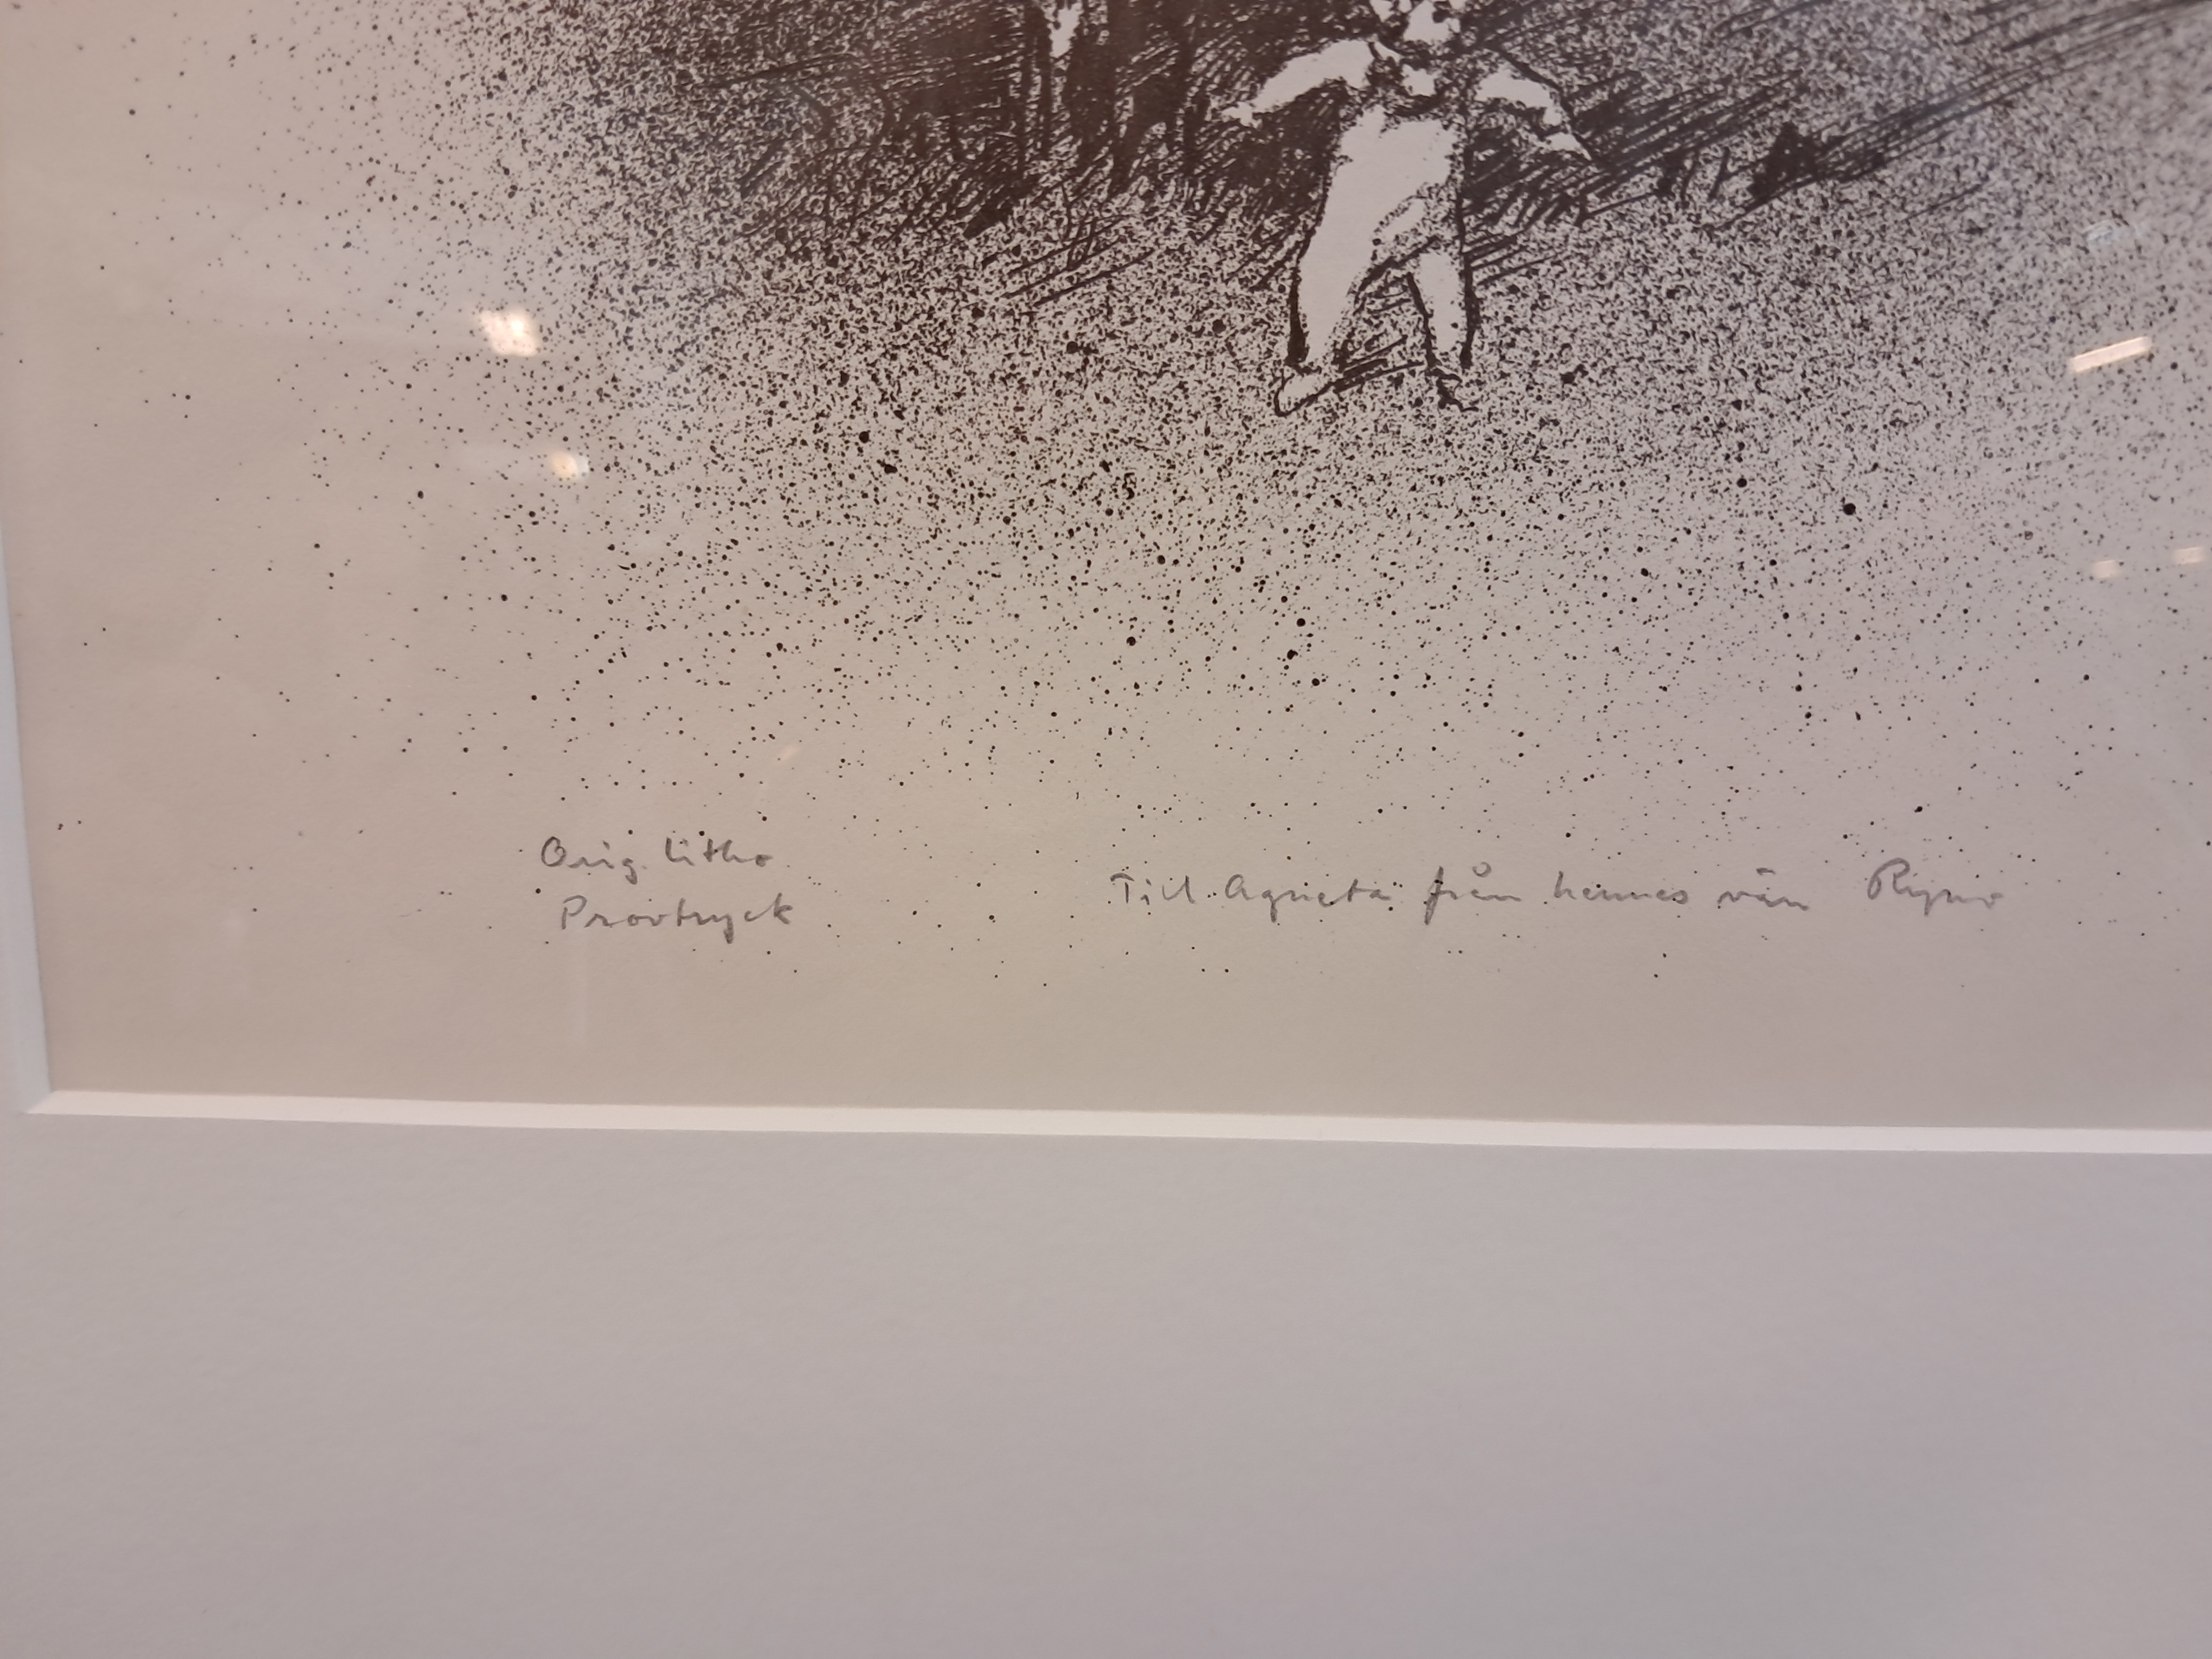 Orig. litho
Provtryck
Till Agneta från hennes vän